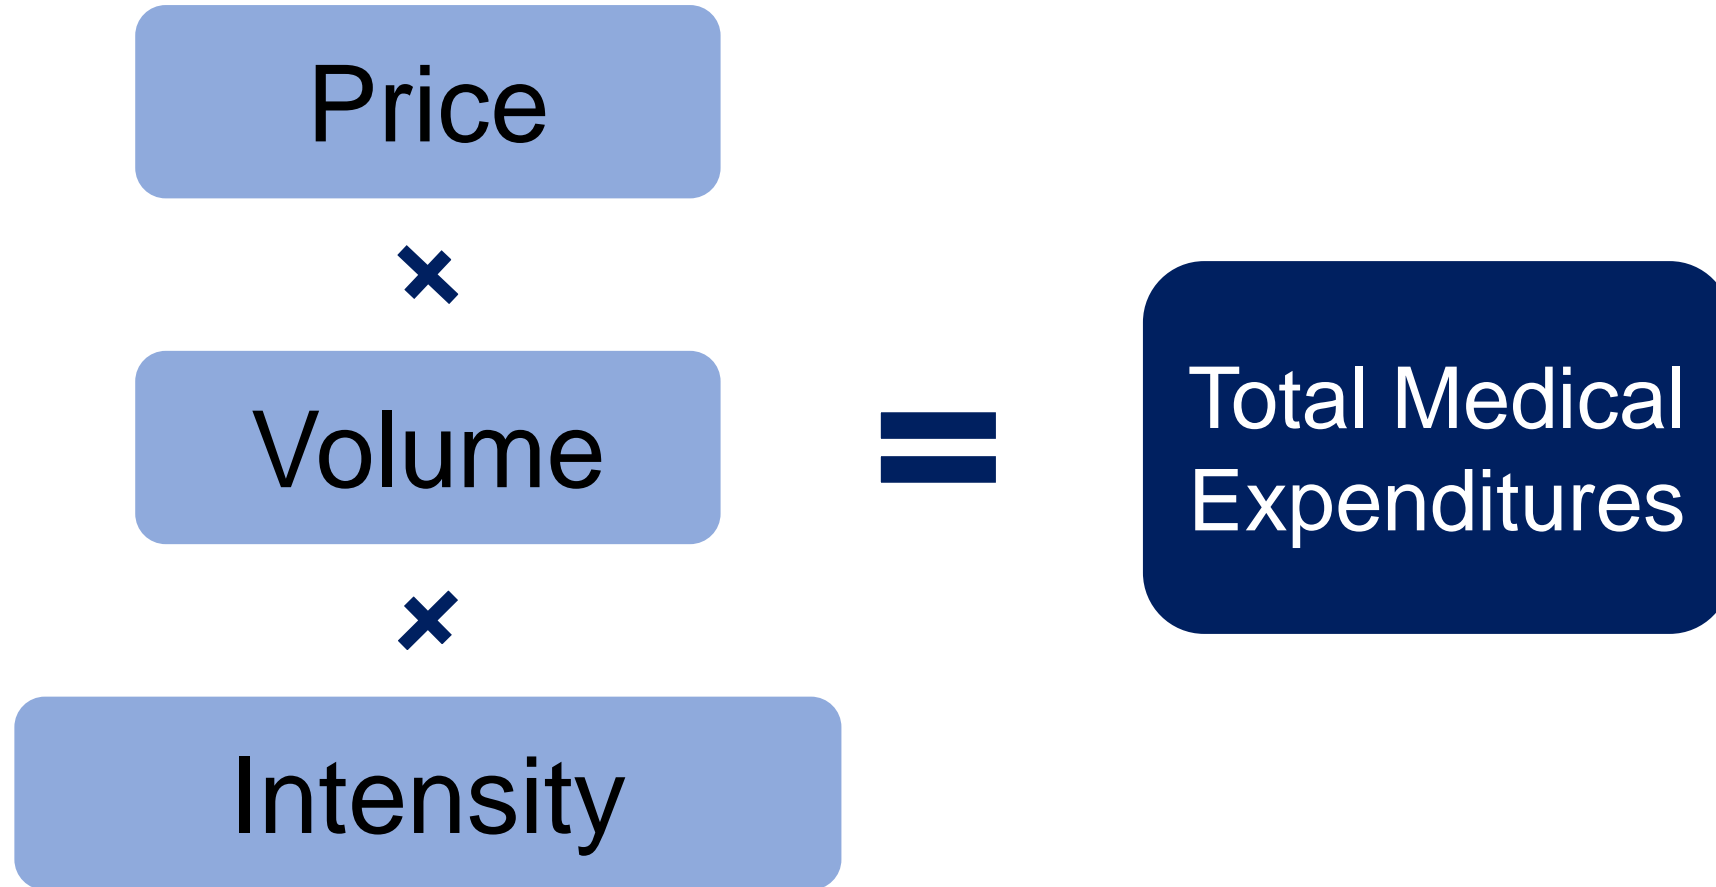 Price
×
Volume
×
Intensity
=
Total Medical
Expenditures